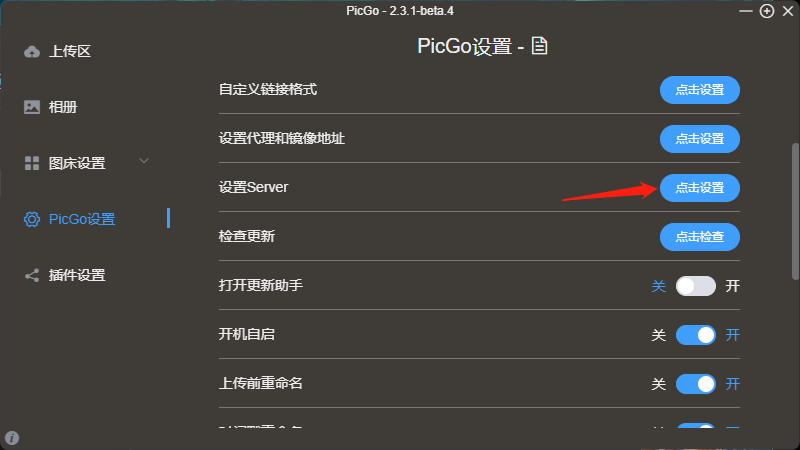 PicGo - 2.3.1-beta.4
上传区
相册
图床设置
PicGo设置
插件设置
PicGo设置 -
自定义链接格式 点击设置
设置代理和镜像地址 点击设置
设置Server 点击设置
检查更新 点击检查
打开更新助手 关 开
开机自启 关 开
上传前重命名 关 开